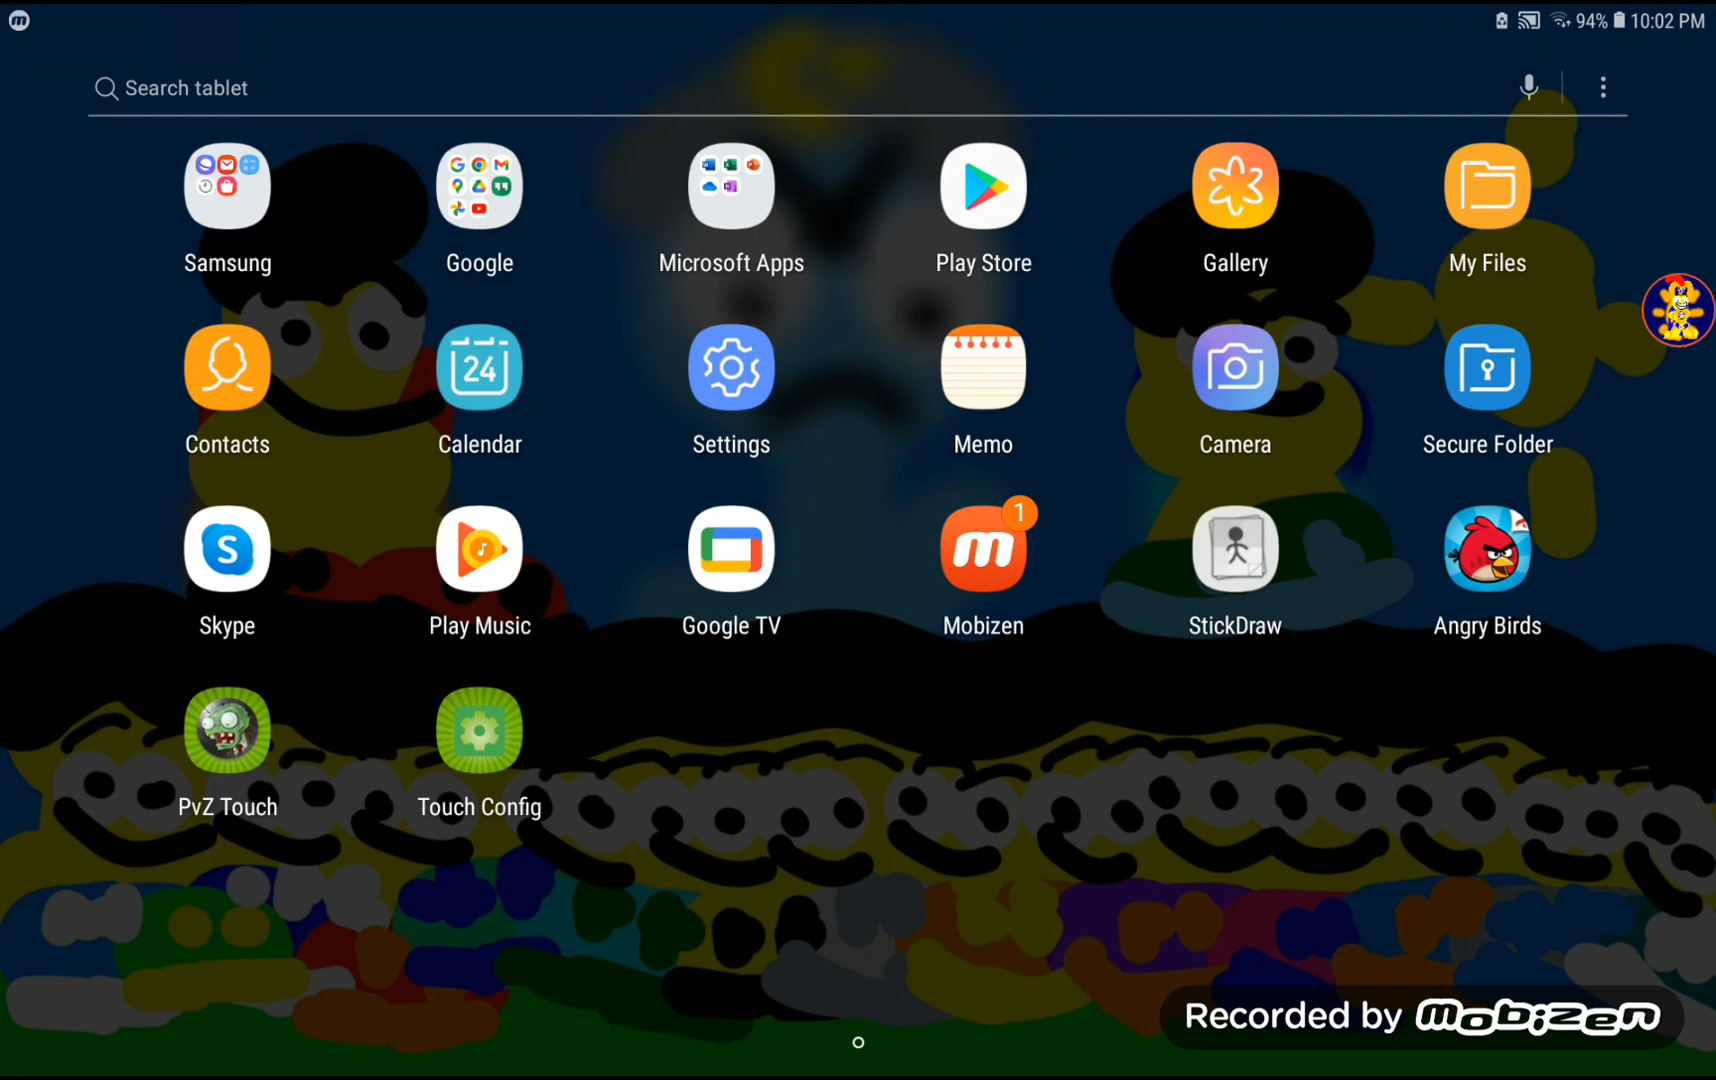 94% 10:02 PM
Search tablet
Samsung Google Microsoft Apps Play Store Gallery My Files
24
Contacts Calendar Settings Memo Camera Secure Folder
S m 1
Skype Play Music Google TV Mobizen StickDraw Angry Birds
PvZ Touch Touch Config
Recorded by mobizen